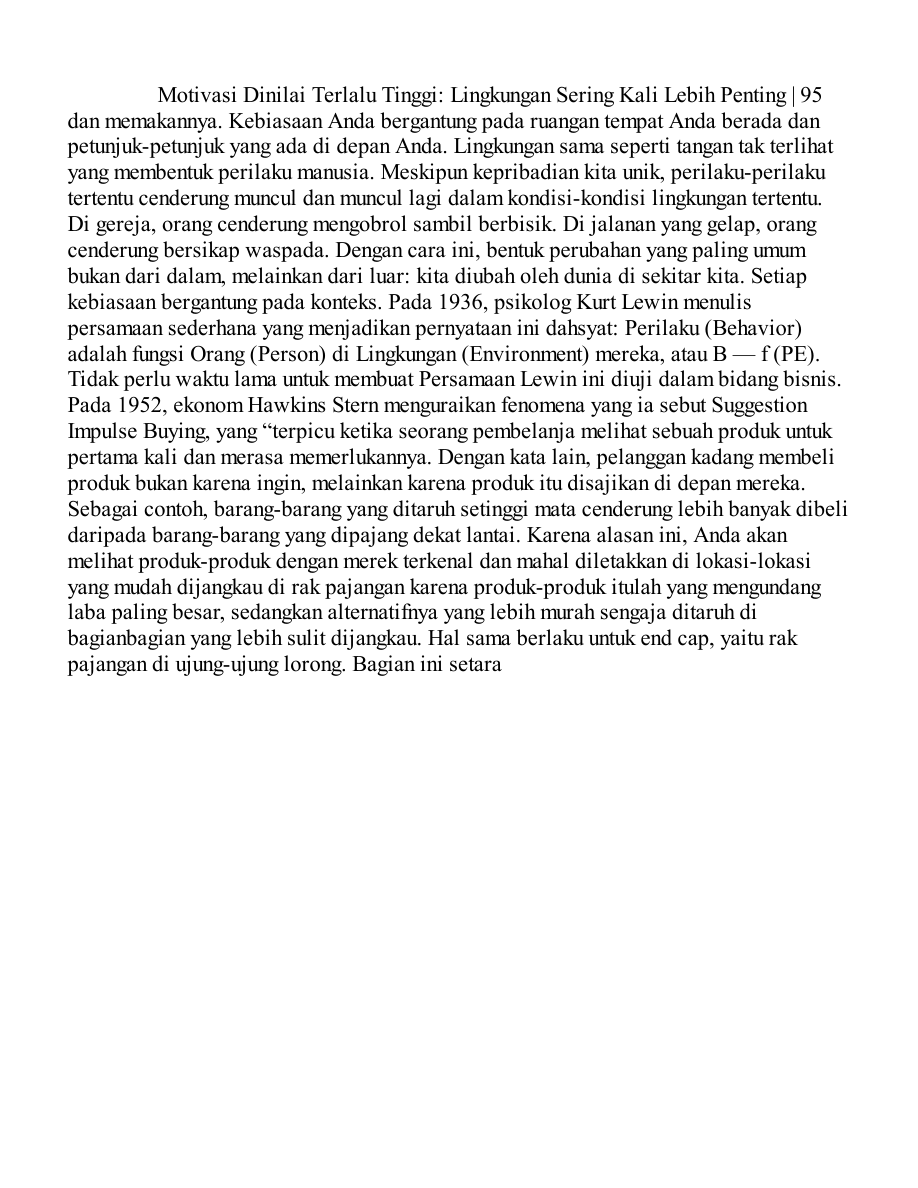 Motivasi Dinilai Terlalu Tinggi: Lingkungan Sering Kali Lebih Penting | 95
dan memakannya. Kebiasaan Anda bergantung pada ruangan tempat Anda berada dan
petunjuk-petunjuk yang ada di depan Anda. Lingkungan sama seperti tangan tak terlihat
yang membentuk perilaku manusia. Meskipun kepribadian kita unik, perilaku-perilaku
tertentu cenderung muncul dan muncul lagi dalam kondisi-kondisi lingkungan tertentu.
Di gereja, orang cenderung mengobrol sambil berbisik. Di jalanan yang gelap, orang
cenderung bersikap waspada. Dengan cara ini, bentuk perubahan yang paling umum
bukan dari dalam, melainkan dari luar: kita diubah oleh dunia di sekitar kita. Setiap
kebiasaan bergantung pada konteks. Pada 1936, psikolog Kurt Lewin menulis
persamaan sederhana yang menjadikan pernyataan ini dahsyat: Perilaku (Behavior)
adalah fungsi Orang (Person) di Lingkungan (Environment) mereka, atau B — f (PE).
Tidak perlu waktu lama untuk membuat Persamaan Lewin ini diuji dalam bidang bisnis.
Pada 1952, ekonom Hawkins Stern menguraikan fenomena yang ia sebut Suggestion
Impulse Buying, yang “terpicu ketika seorang pembelanja melihat sebuah produk untuk
pertama kali dan merasa memerlukannya. Dengan kata lain, pelanggan kadang membeli
produk bukan karena ingin, melainkan karena produk itu disajikan di depan mereka.
Sebagai contoh, barang-barang yang ditaruh setinggi mata cenderung lebih banyak dibeli
daripada barang-barang yang dipajang dekat lantai. Karena alasan ini, Anda akan
melihat produk-produk dengan merek terkenal dan mahal diletakkan di lokasi-lokasi
yang mudah dijangkau di rak pajangan karena produk-produk itulah yang mengundang
laba paling besar, sedangkan alternatifnya yang lebih murah sengaja ditaruh di
bagianbagian yang lebih sulit dijangkau. Hal sama berlaku untuk end cap, yaitu rak
pajangan di ujung-ujung lorong. Bagian ini setara